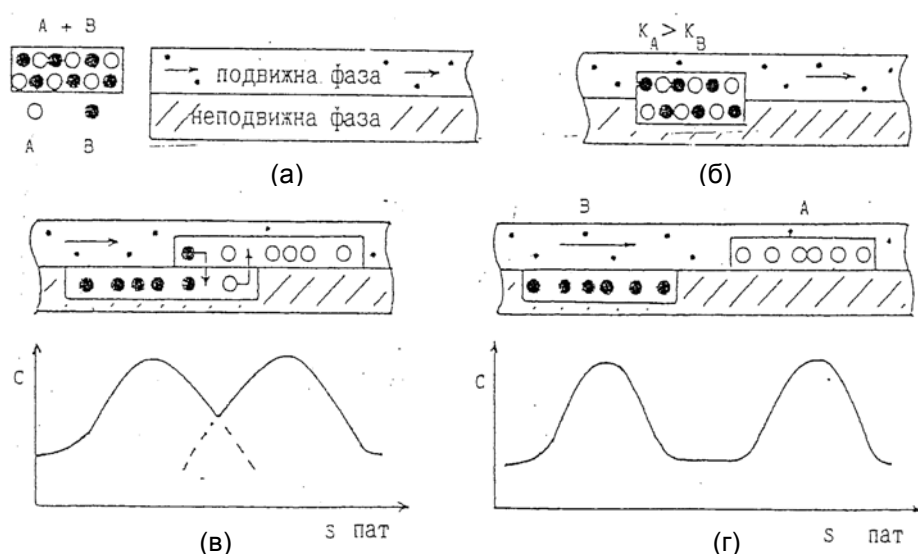 A + B
A B
подвижна фаза
неподвижна фаза
(а)
K_A > K_B
(б)
B A
C
S пат
(в)
C
S пат
(г)